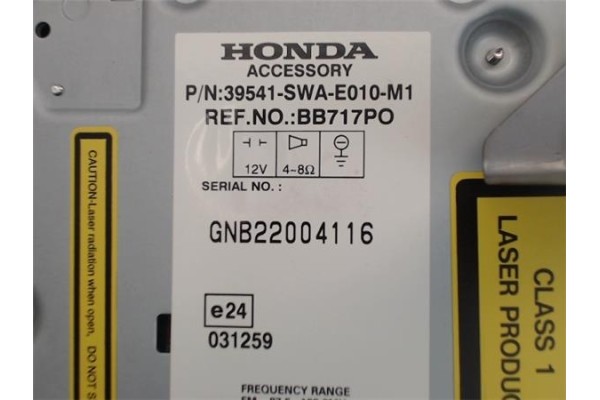 HONDA
ACCESSORY
P/N:39541-SWA-E010-M1
REF.NO.:BB717PO
12V
4~8Ω
SERIAL NO.:
GNB22004116
e24
031259
FREQUENCY RANGE
CAUTION-Laser
radiation when open,
DO NOT S
CLASS 1
LASER PRODUC